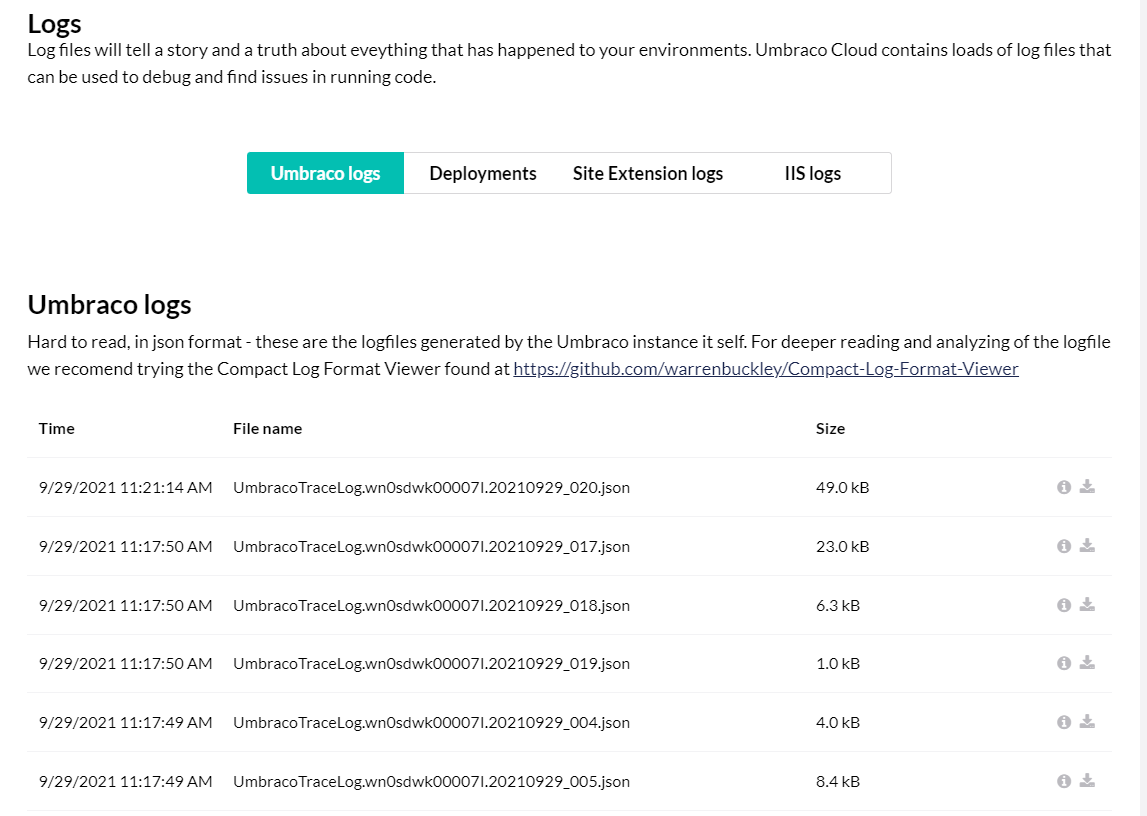 Logs
Log files will tell a story and a truth about eveything that has happened to your environments. Umbraco Cloud contains loads of log files that
can be used to debug and find issues in running code.
Umbraco logs Deployments Site Extension logs IIS logs
Umbraco logs
Hard to read, in json format - these are the logfiles generated by the Umbraco instance it self. For deeper reading and analyzing of the logfile
we recomend trying the Compact Log Format Viewer found at https://github.com/warrenbuckley/Compact-Log-Format-Viewer
Time File name Size
9/29/2021 11:21:14 AM UmbracoTraceLog.wn0sdwk00007I.20210929_020.json 49.0 kB
9/29/2021 11:17:50 AM UmbracoTraceLog.wn0sdwk00007I.20210929_017.json 23.0 kB
9/29/2021 11:17:50 AM UmbracoTraceLog.wn0sdwk00007I.20210929_018.json 6.3 kB
9/29/2021 11:17:50 AM UmbracoTraceLog.wn0sdwk00007I.20210929_019.json 1.0 kB
9/29/2021 11:17:49 AM UmbracoTraceLog.wn0sdwk00007I.20210929_004.json 4.0 kB
9/29/2021 11:17:49 AM UmbracoTraceLog.wn0sdwk00007I.20210929_005.json 8.4 kB